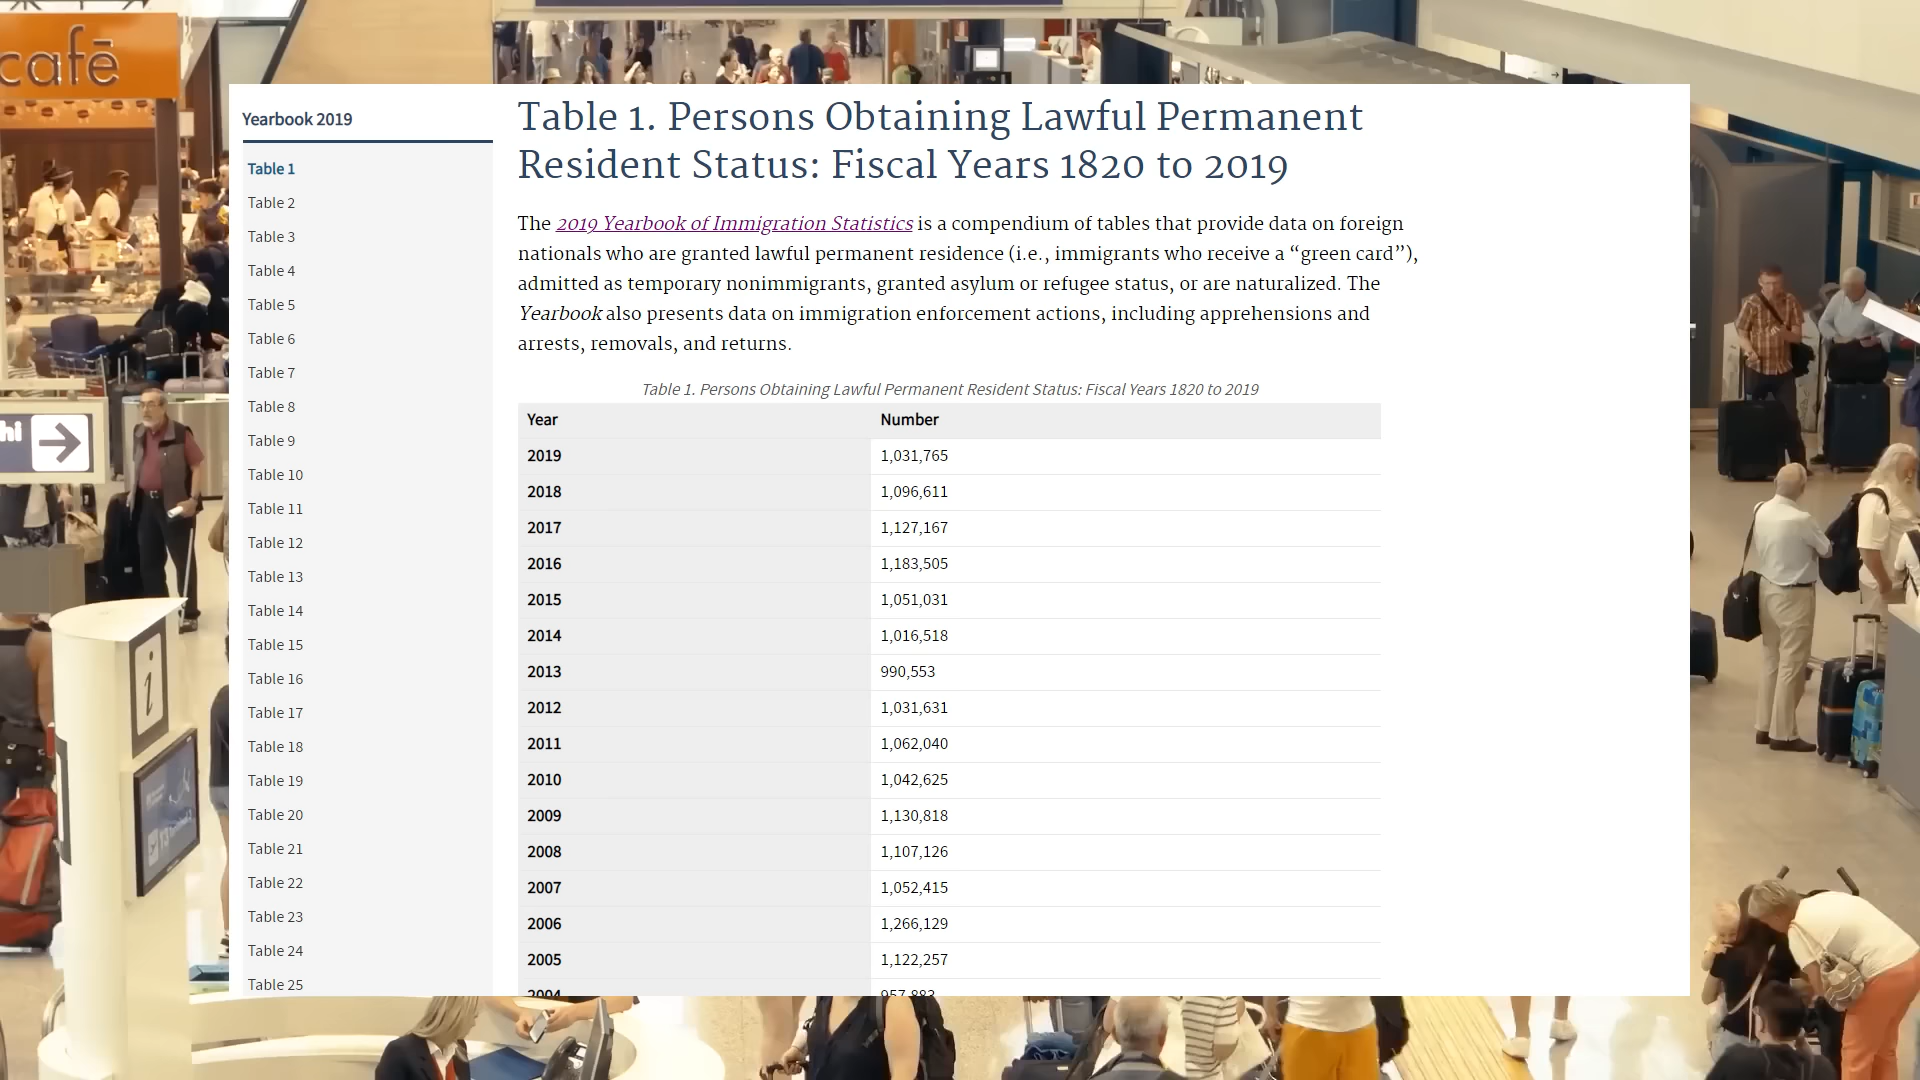 cafē
hi
i
Yearbook 2019
Table 1
Table 2
Table 3
Table 4
Table 5
Table 6
Table 7
Table 8
Table 9
Table 10
Table 11
Table 12
Table 13
Table 14
Table 15
Table 16
Table 17
Table 18
Table 19
Table 20
Table 21
Table 22
Table 23
Table 24
Table 25
Table 1. Persons Obtaining Lawful Permanent
Resident Status: Fiscal Years 1820 to 2019
The 2019 Yearbook of Immigration Statistics is a compendium of tables that provide data on foreign
nationals who are granted lawful permanent residence (i.e., immigrants who receive a “green card”),
admitted as temporary nonimmigrants, granted asylum or refugee status, or are naturalized. The
Yearbook also presents data on immigration enforcement actions, including apprehensions and
arrests, removals, and returns.
Table 1. Persons Obtaining Lawful Permanent Resident Status: Fiscal Years 1820 to 2019
Year Number
2019 1,031,765
2018 1,096,611
2017 1,127,167
2016 1,183,505
2015 1,051,031
2014 1,016,518
2013 990,553
2012 1,031,631
2011 1,062,040
2010 1,042,625
2009 1,130,818
2008 1,107,126
2007 1,052,415
2006 1,266,129
2005 1,122,257
2004 957,883